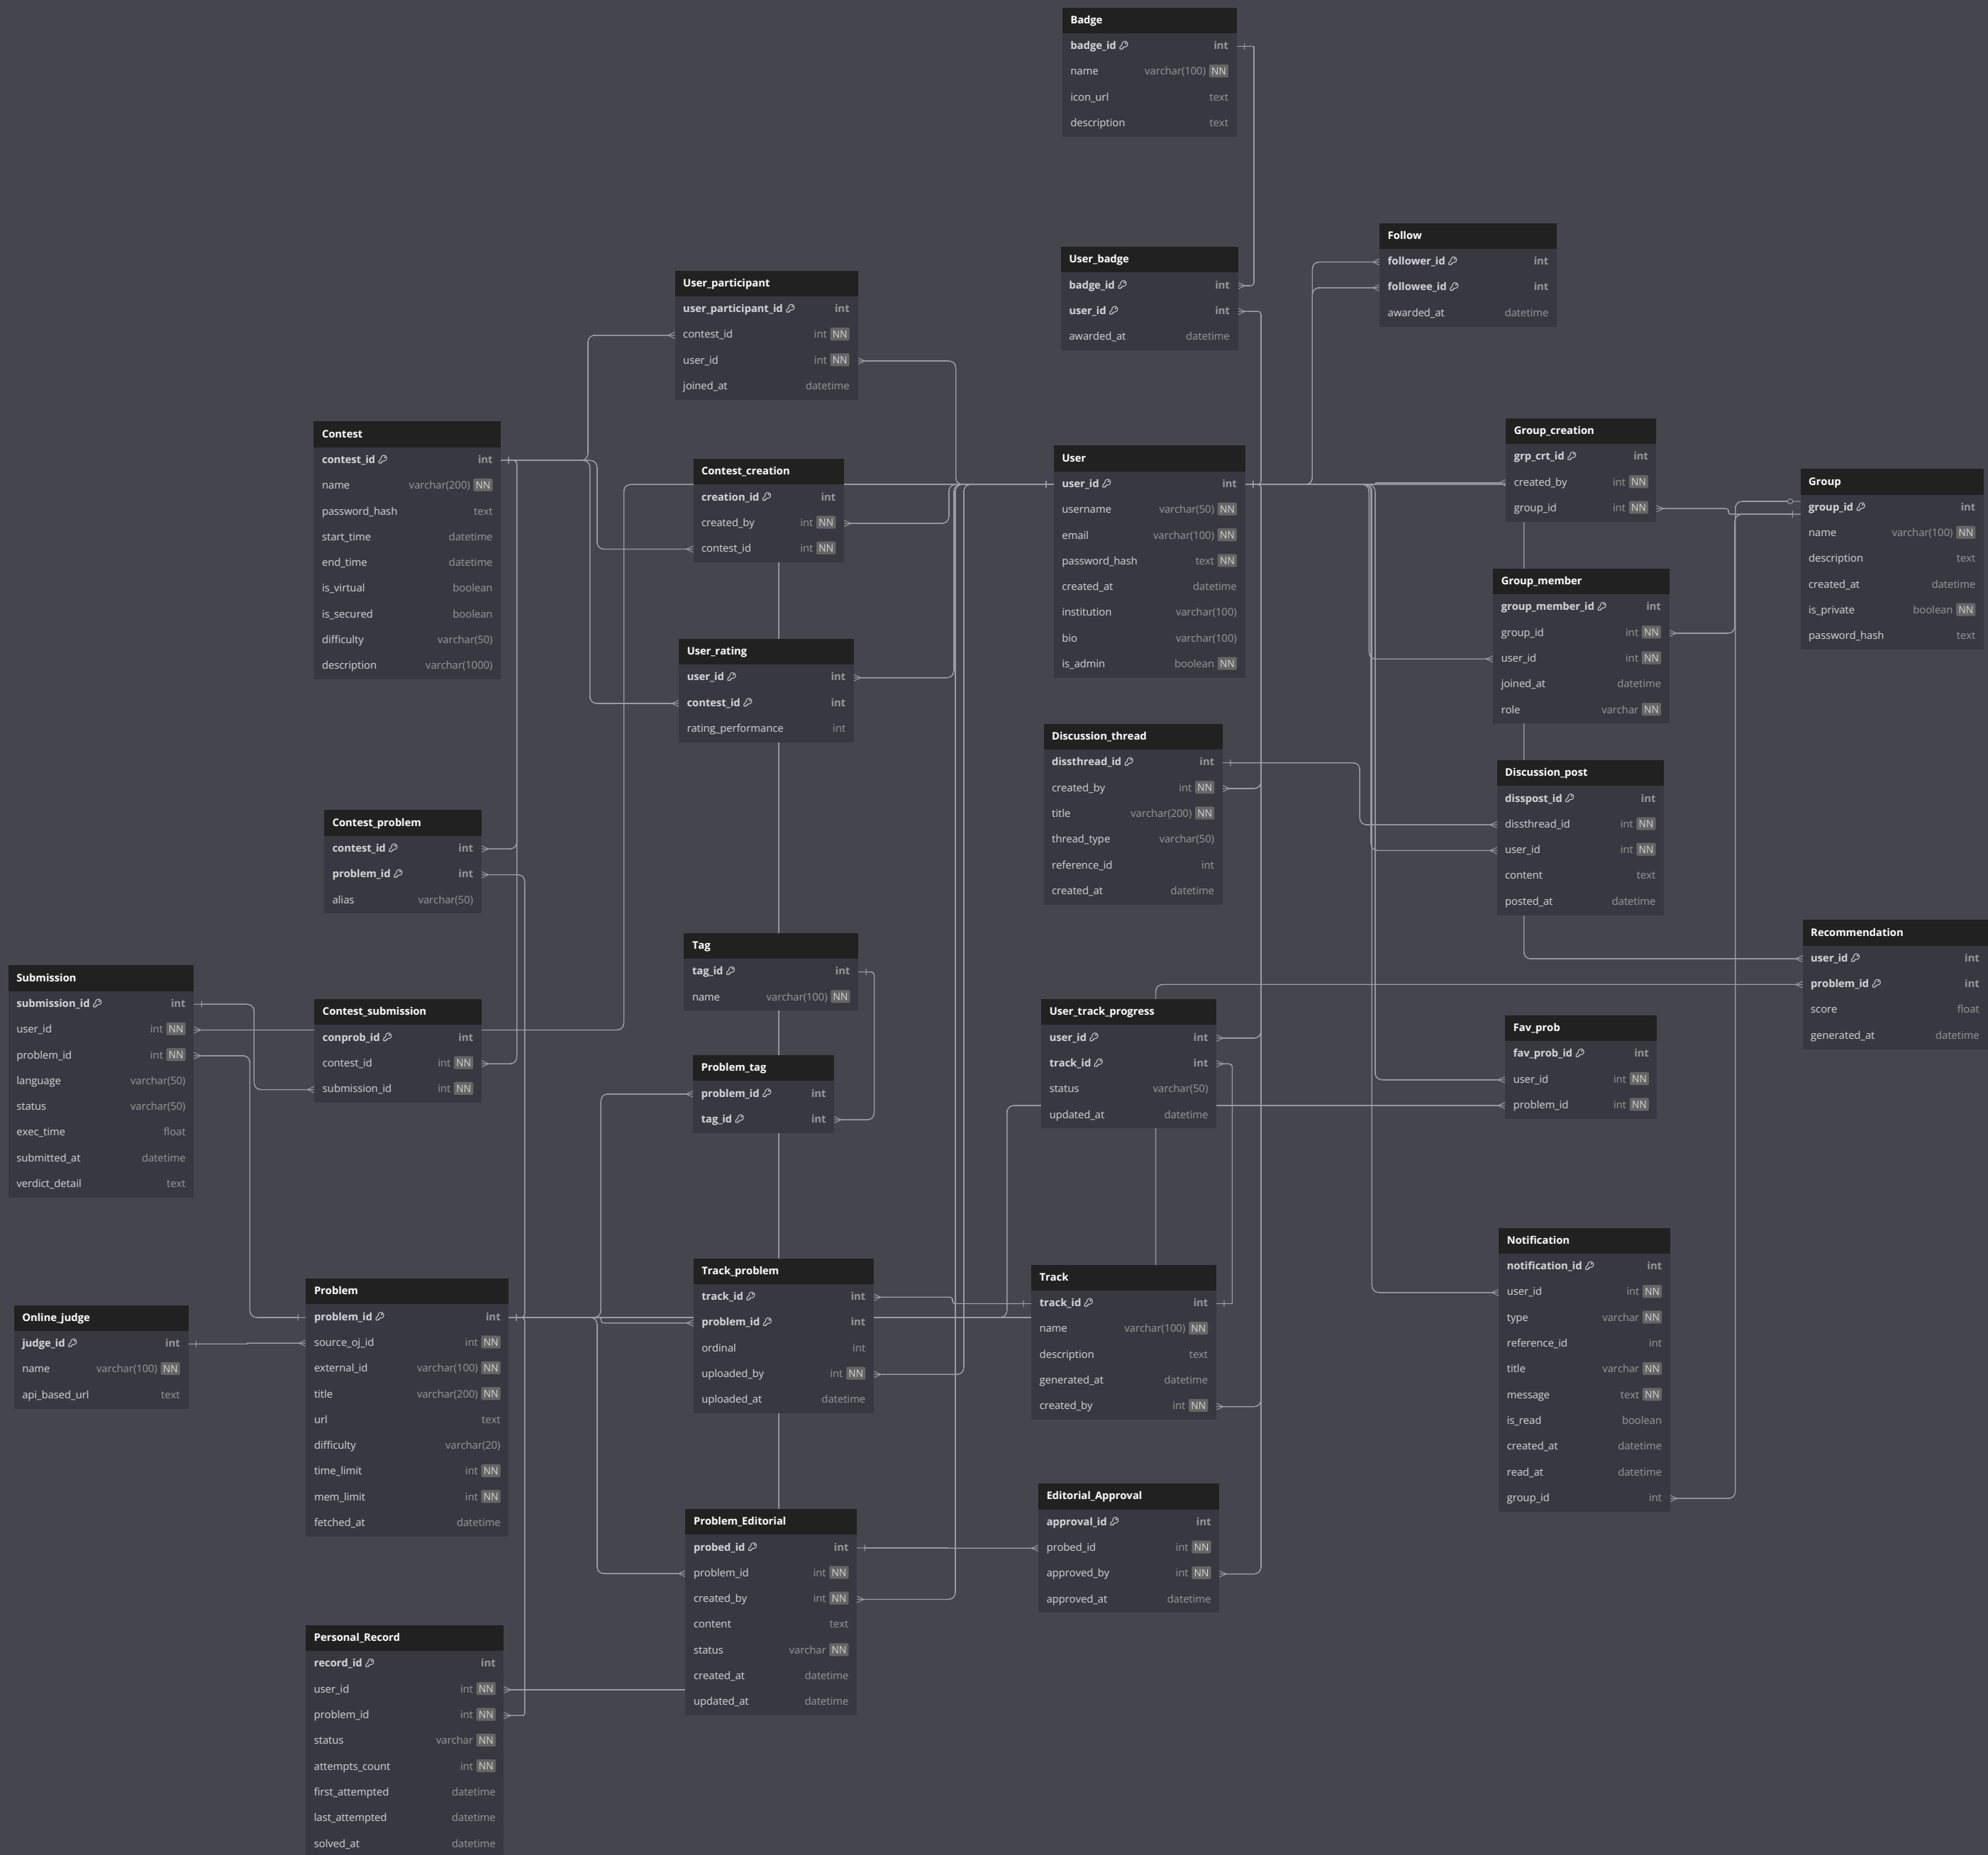 Badge
badge_id int
name varchar(100) NN
icon_url text
description text
Follow
follower_id int
followee_id int
awarded_at datetime
User_badge
badge_id int
user_id int
awarded_at datetime
User_participant
user_participant_id int
contest_id int NN
user_id int NN
joined_at datetime
Contest
contest_id int
name varchar(200) NN
password_hash text
start_time datetime
end_time datetime
is_virtual boolean
is_secured boolean
difficulty varchar(50)
description varchar(1000)
Contest_creation
creation_id int
created_by int NN
contest_id int NN
User
user_id int
username varchar(50) NN
email varchar(100) NN
password_hash text NN
created_at datetime
institution varchar(100)
bio varchar(100)
is_admin boolean NN
Group_creation
grp_crt_id int
created_by int NN
group_id int NN
Group
group_id int
name varchar(100) NN
description text
created_at datetime
is_private boolean NN
password_hash text
Group_member
group_member_id int
group_id int NN
user_id int NN
joined_at datetime
role varchar NN
User_rating
user_id int
contest_id int
rating_performance int
Discussion_thread
dissthread_id int
created_by int NN
title varchar(200) NN
thread_type varchar(50)
reference_id int
created_at datetime
Discussion_post
disspost_id int
dissthread_id int NN
user_id int NN
content text
posted_at datetime
Contest_problem
contest_id int
problem_id int
alias varchar(50)
Tag
tag_id int
name varchar(100) NN
Recommendation
user_id int
problem_id int
score float
generated_at datetime
Submission
submission_id int
user_id int NN
problem_id int NN
language varchar(50)
status varchar(50)
exec_time float
submitted_at datetime
verdict_detail text
Contest_submission
conprob_id int
contest_id int NN
submission_id int NN
User_track_progress
user_id int
track_id int
status varchar(50)
updated_at datetime
Fav_prob
fav_prob_id int
user_id int NN
problem_id int NN
Problem_tag
problem_id int
tag_id int
Notification
notification_id int
user_id int NN
type varchar NN
reference_id int
title varchar NN
message text NN
is_read boolean
created_at datetime
read_at datetime
group_id int
Track_problem
track_id int
problem_id int
ordinal int
uploaded_by int NN
uploaded_at datetime
Track
track_id int
name varchar(100) NN
description text
generated_at datetime
created_by int NN
Problem
problem_id int
source_oj_id int NN
external_id varchar(100) NN
title varchar(200) NN
url text
difficulty varchar(20)
time_limit int NN
mem_limit int NN
fetched_at datetime
Online_judge
judge_id int
name varchar(100) NN
api_based_url text
Editorial_Approval
approval_id int
probed_id int NN
approved_by int NN
approved_at datetime
Problem_Editorial
probed_id int
problem_id int NN
created_by int NN
content text
status varchar NN
created_at datetime
updated_at datetime
Personal_Record
record_id int
user_id int NN
problem_id int NN
status varchar NN
attempts_count int NN
first_attempted datetime
last_attempted datetime
solved_at datetime